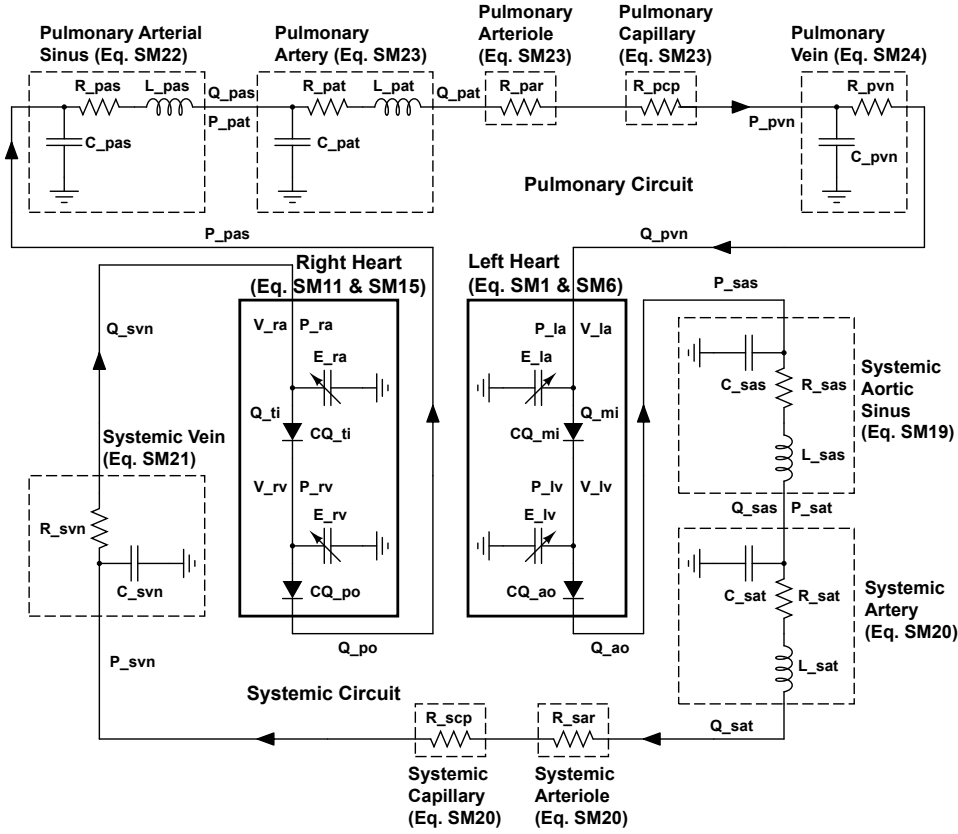 Pulmonary Arterial
Sinus (Eq. SM22)
Pulmonary
Artery (Eq. SM23)
Pulmonary
Arteriole
(Eq. SM23)
Pulmonary
Capillary
(Eq. SM23)
Pulmonary
Vein (Eq. SM24)
R_pas
L_pas
Q_pas
P_pat
C_pas
R_pat
L_pat
Q_pat
C_pat
R_par
R_pcp
P_pvn
R_pvn
C_pvn
Pulmonary Circuit
P_pas
Q_pvn
Right Heart
(Eq. SM11 & SM15)
Left Heart
(Eq. SM1 & SM6)
P_sas
Q_svn
V_ra
P_ra
E_ra
Q_ti
CQ_ti
V_rv
P_rv
E_rv
CQ_po
Q_po
P_la
V_la
E_la
Q_mi
CQ_mi
P_lv
V_lv
E_lv
CQ_ao
Q_ao
C_sas
R_sas
L_sas
Systemic
Aortic
Sinus
(Eq. SM19)
Q_sas
P_sat
C_sat
R_sat
L_sat
Systemic
Artery
(Eq. SM20)
Systemic Vein
(Eq. SM21)
R_svn
C_svn
P_svn
Systemic Circuit
Q_sat
R_scp
R_sar
Systemic
Capillary
(Eq. SM20)
Systemic
Arteriole
(Eq. SM20)